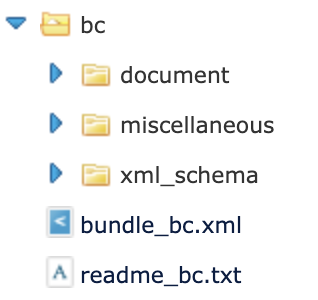 bc
document
miscellaneous
xml_schema
bundle_bc.xml
readme_bc.txt